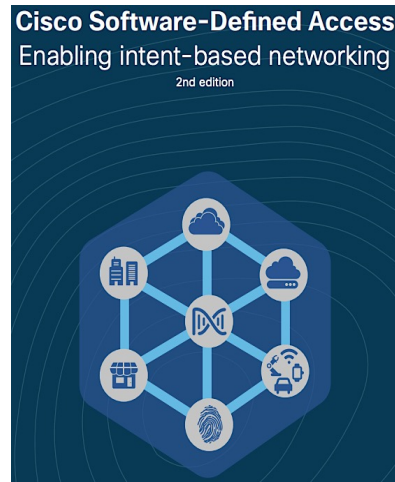 Cisco Software-Defined Access
Enabling intent-based networking
2nd edition